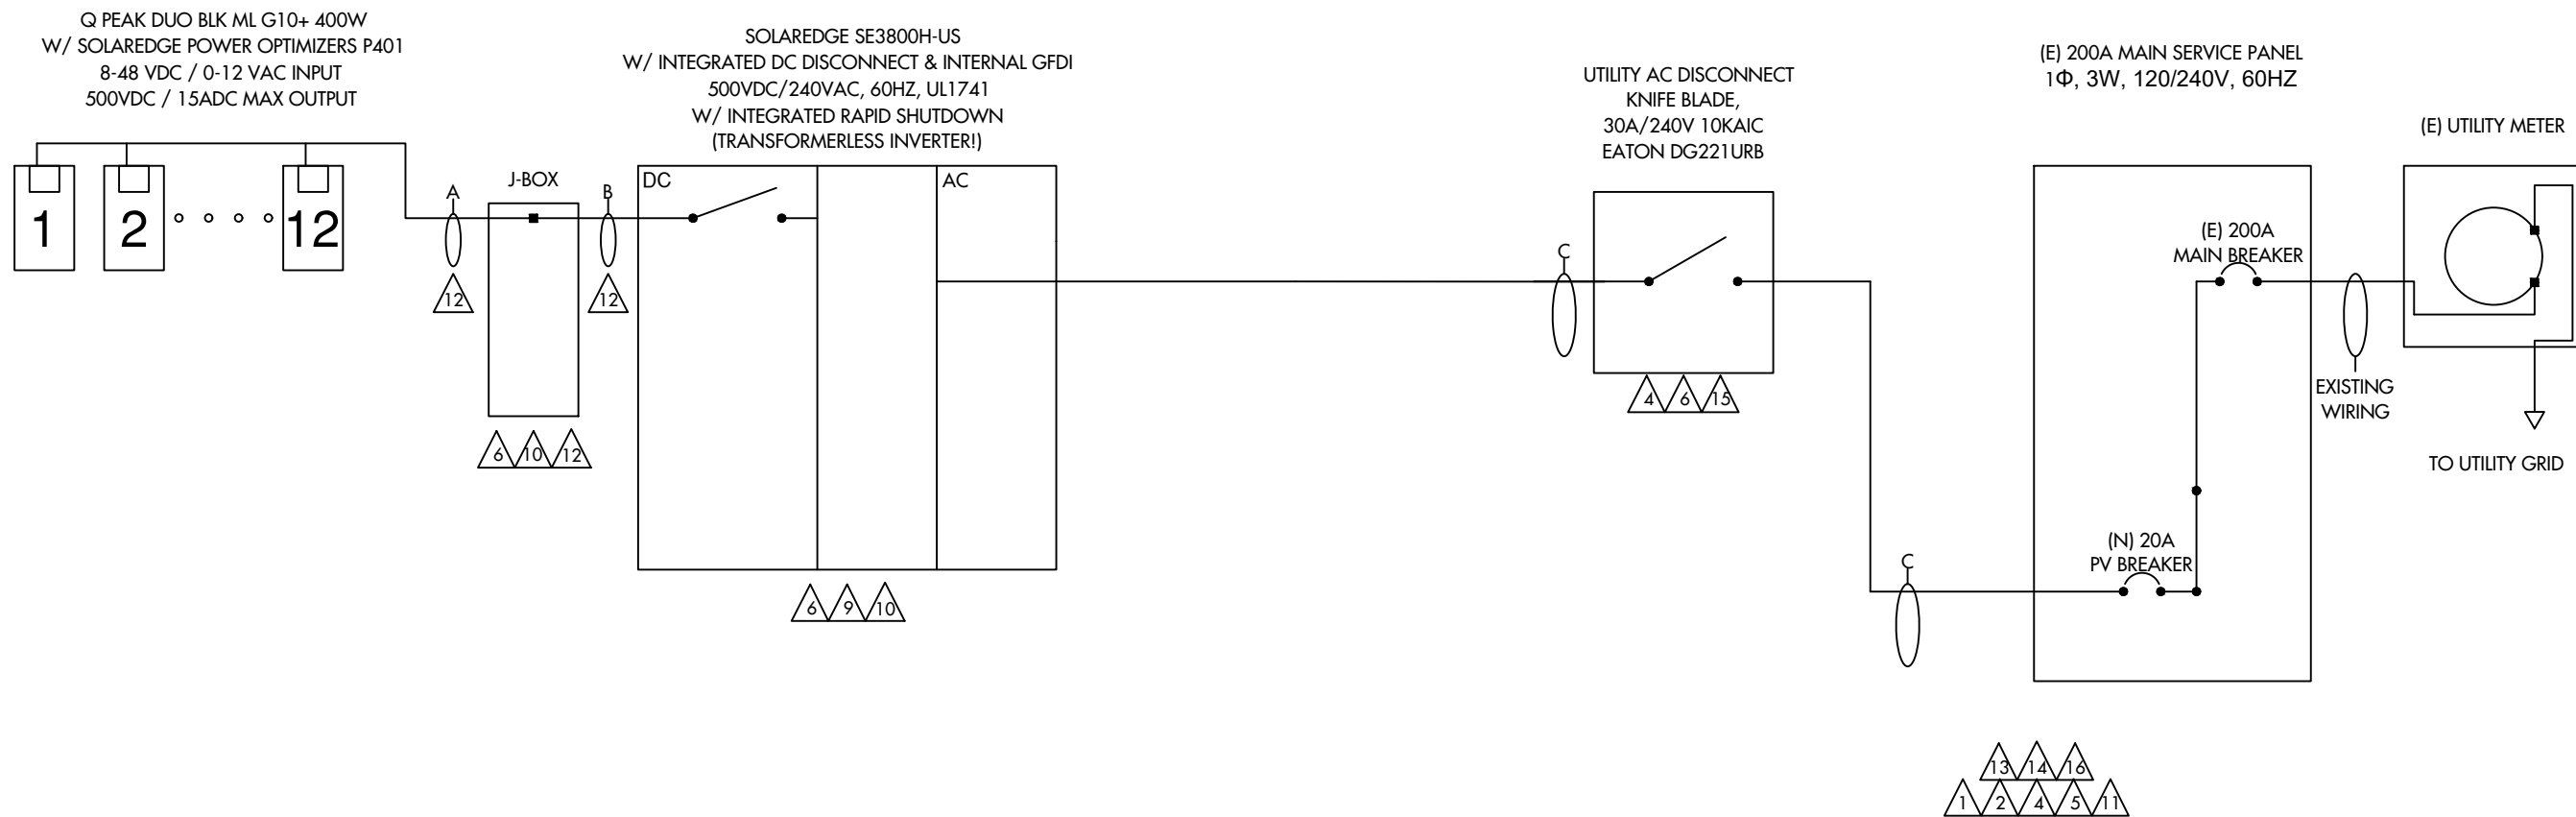 Q PEAK DUO BLK ML G10+ 400W
W/ SOLAREDGE POWER OPTIMIZERS P401
8-48 VDC / 0-12 VAC INPUT
500VDC / 15ADC MAX OUTPUT
1
2
12
A
12
J-BOX
6
10
12
B
12
SOLAREDGE SE3800H-US
W/ INTEGRATED DC DISCONNECT & INTERNAL GFDI
500VDC/240VAC, 60HZ, UL1741
W/ INTEGRATED RAPID SHUTDOWN
(TRANSFORMERLESS INVERTER!)
DC
AC
6
9
10
C
UTILITY AC DISCONNECT
KNIFE BLADE,
30A/240V 10KAIC
EATON DG221URB
4
6
15
C
(E) 200A MAIN SERVICE PANEL
1Φ, 3W, 120/240V, 60HZ
(E) 200A
MAIN BREAKER
(N) 20A
PV BREAKER
13
14
16
1
2
4
5
11
EXISTING
WIRING
(E) UTILITY METER
TO UTILITY GRID